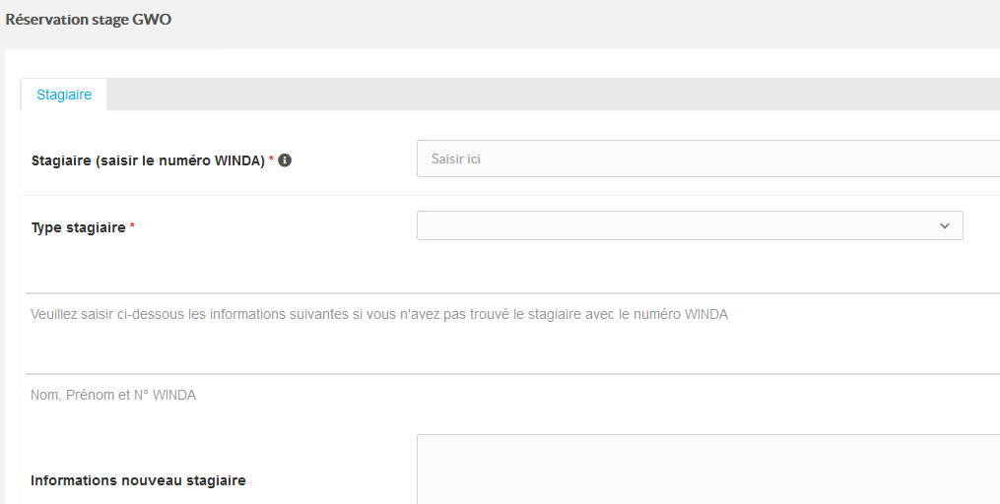 Réservation stage GWO
Stagiaire
Stagiaire (saisir le numéro WINDA) *
Saisir ici
Type stagiaire *
Veuillez saisir ci-dessous les informations suivantes si vous n'avez pas trouvé le stagiaire avec le numéro WINDA
Nom, Prénom et N° WINDA
Informations nouveau stagiaire